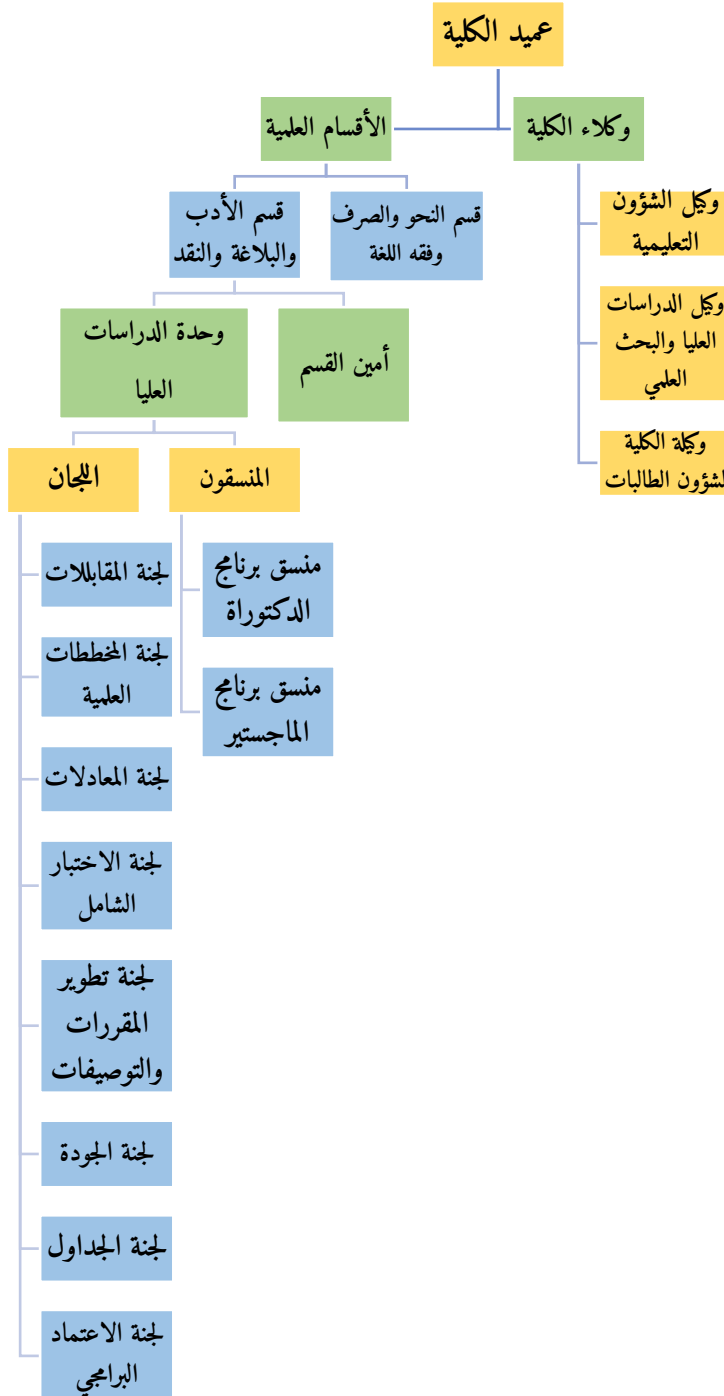 عميد الكلية
وكلاء الكلية
الأقسام العلمية
وكيل الشؤون
التعليمية
وكيل الدراسات
العليا والبحث
العلمي
وكيلة الكلية
لشؤون الطالبات
قسم النحو والصرف
وفقه اللغة
قسم الأدب
والبلاغة والنقد
أمين القسم
وحدة الدراسات
العليا
المنسقون
اللجان
منسق برنامج
الدكتوراة
منسق برنامج
الماجستير
لجنة المقابللات
لجنة المخططات
العلمية
لجنة المعادلات
لجنة الاختبار
الشامل
لجنة تطوير
المقررات
والتوصيفات
لجنة الجودة
لجنة الجداول
لجنة الاعتماد
البرامجي